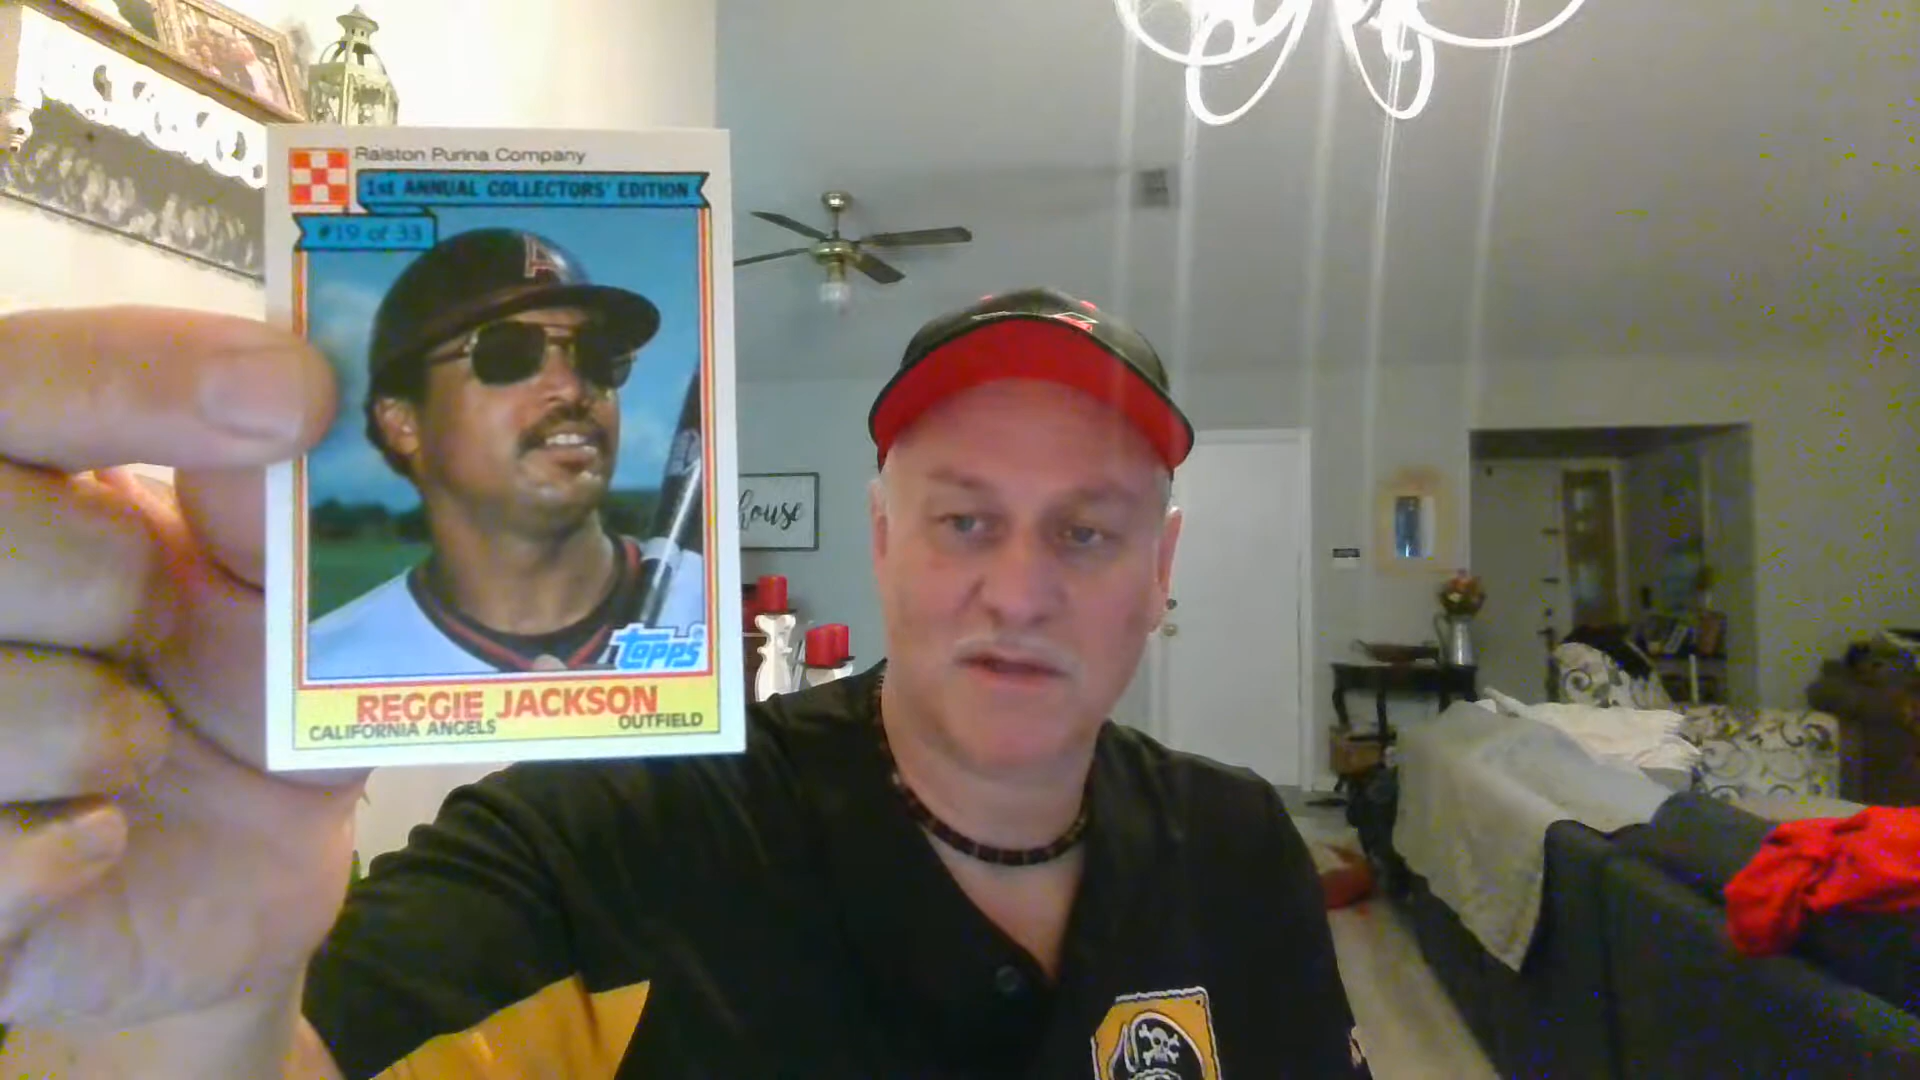 Ralston Purina Company
1st ANNUAL COLLECTORS' EDITION
#19 of 33
A
topps
REGGIE JACKSON
CALIFORNIA ANGELS
OUTFIELD
house